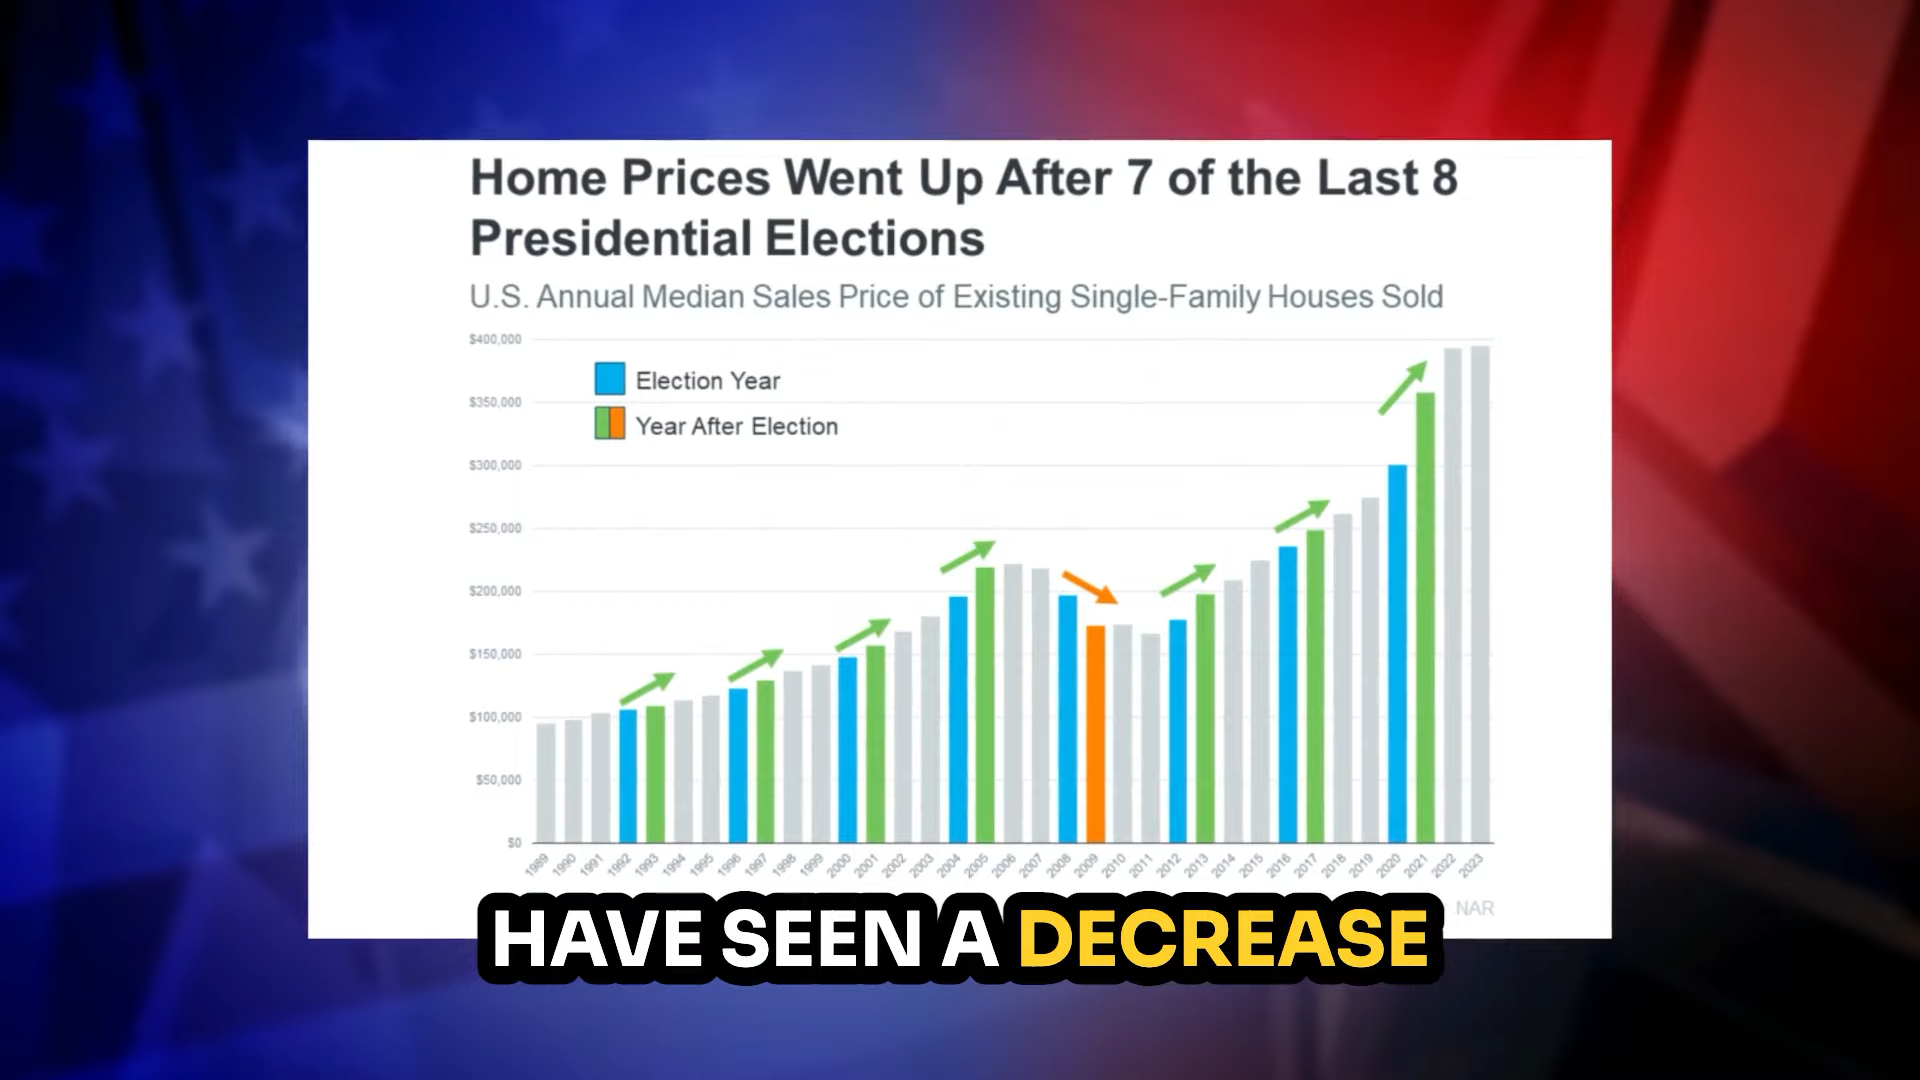 Home Prices Went Up After 7 of the Last 8
Presidential Elections
U.S. Annual Median Sales Price of Existing Single-Family Houses Sold
$400,000
Election Year
$350,000
Year After Election
$300,000
$250,000
$200,000
$150,000
$100,000
$50,000
$0
1989 1990 1991 1992 1993 1994 1995 1996 1997 1998 1999 2000 2001 2002 2003 2004 2005 2006 2007 2008 2009 2010 2011 2012 2013 2014 2015 2016 2017 2018 2019 2020 2021 2022 2023
NAR
HAVE SEEN A DECREASE